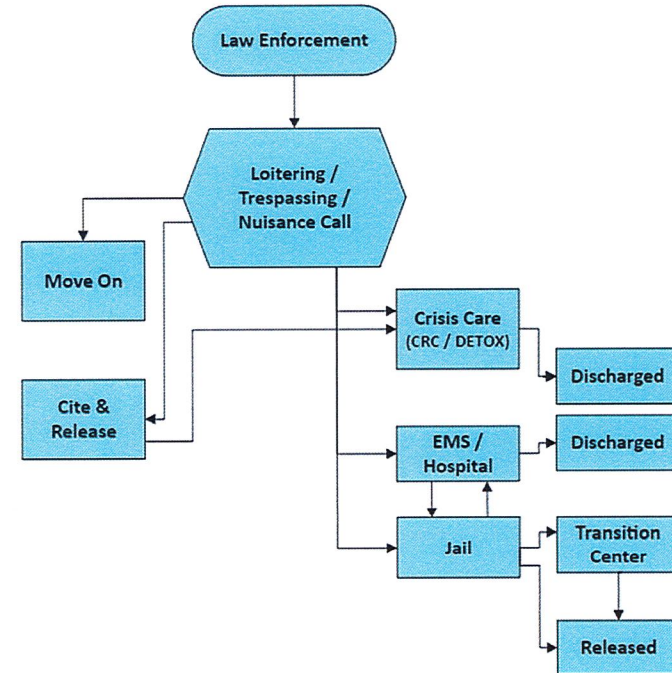 Law Enforcement
Loitering /
Trespassing /
Nuisance Call
Move On
Cite &
Release
Crisis Care
(CRC / DETOX)
Discharged
EMS /
Hospital
Discharged
Jail
Transition
Center
Released